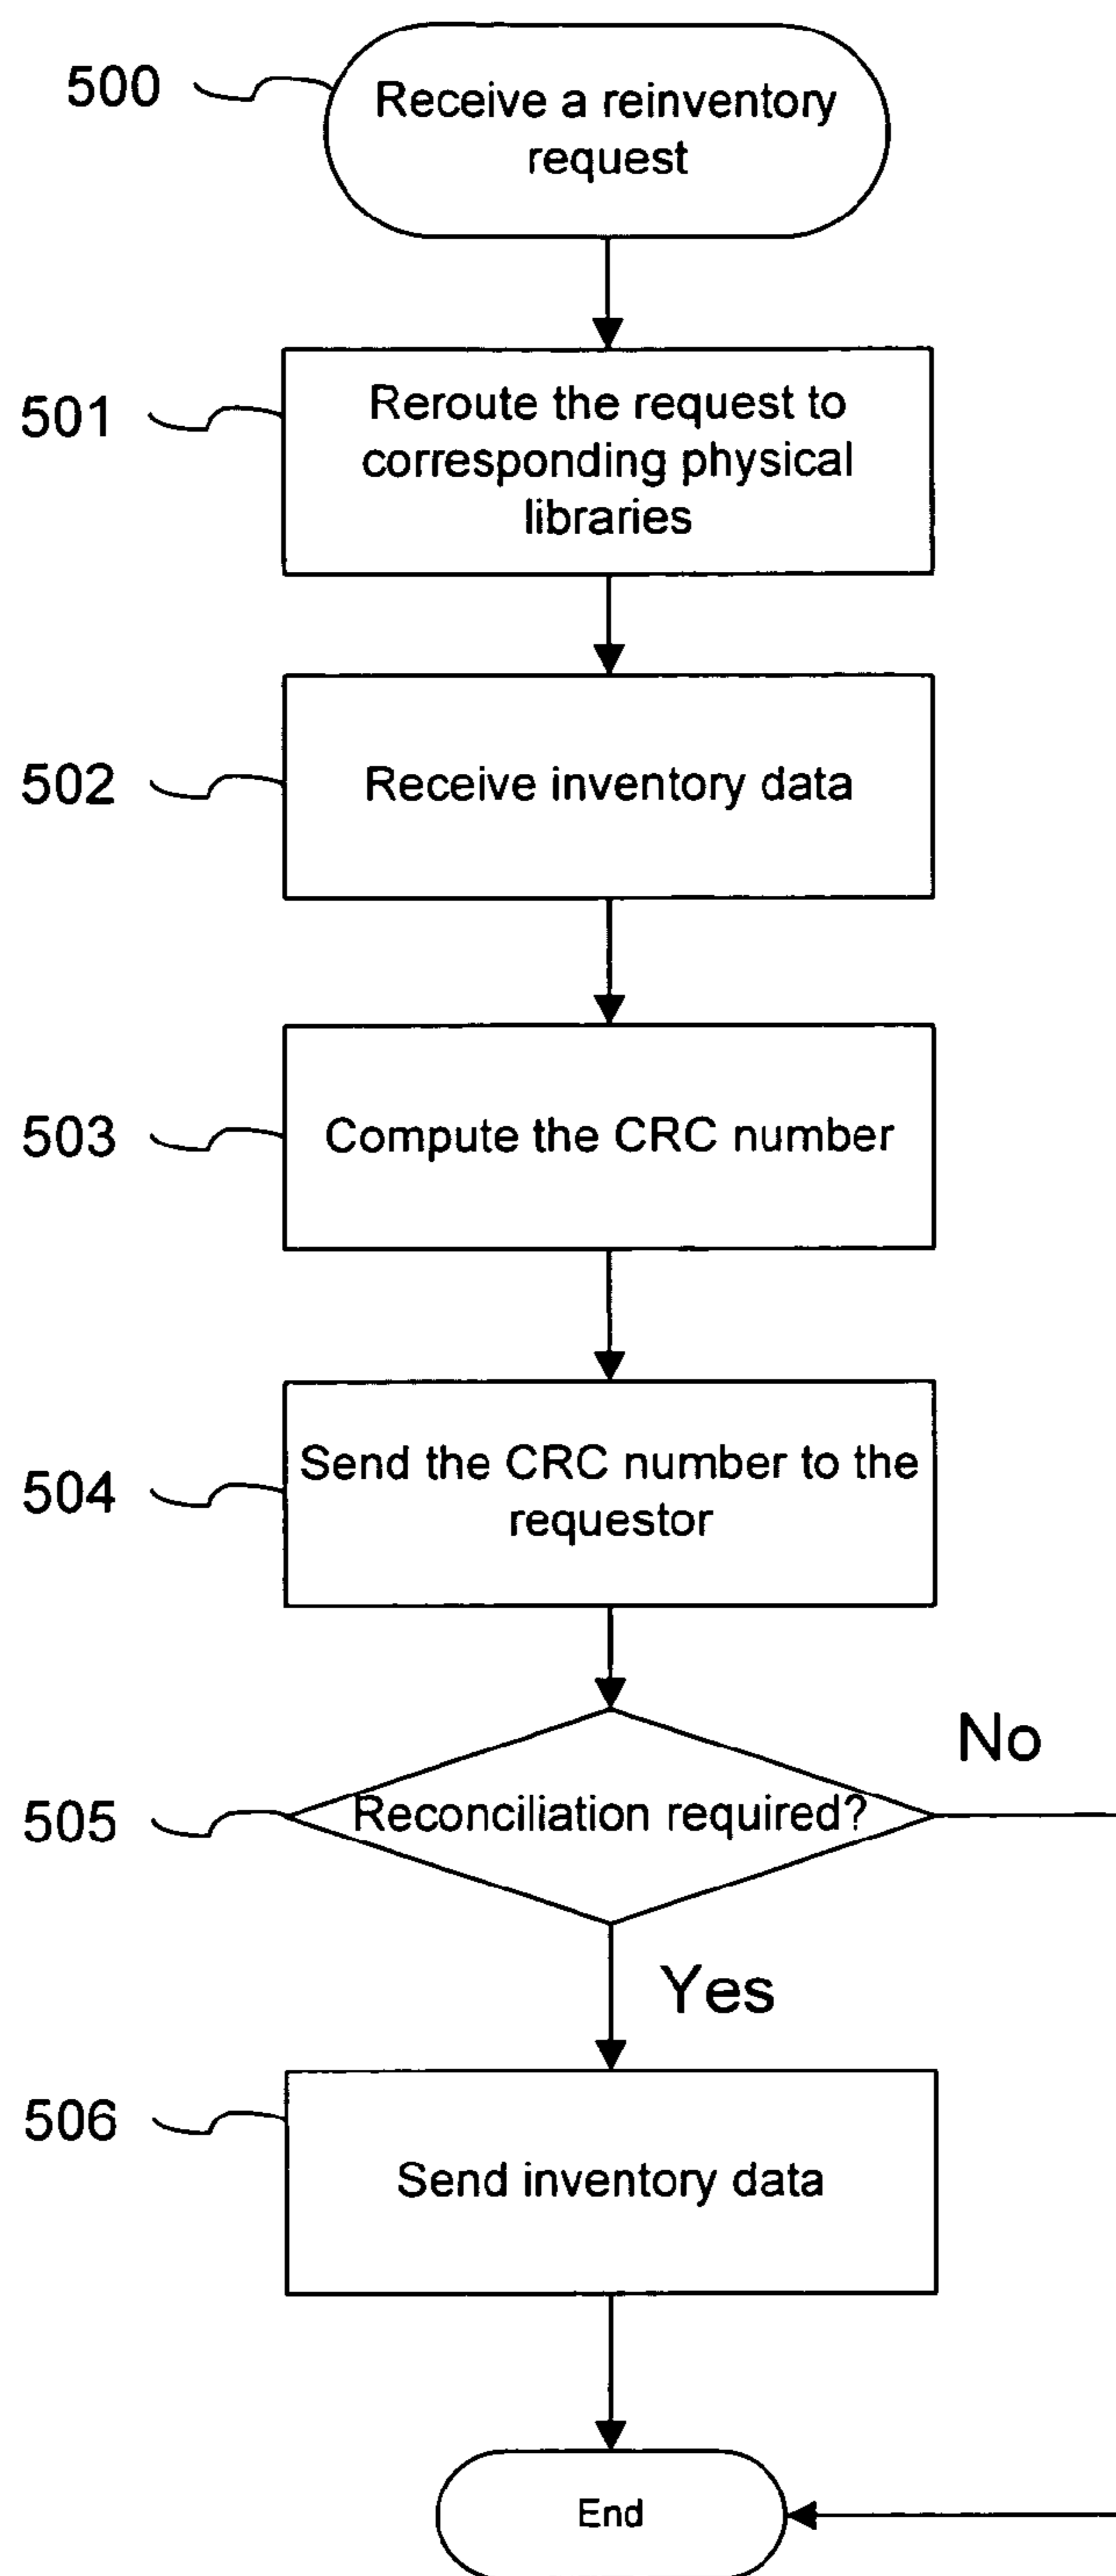 500
Receive a reinventory
request
501
Reroute the request to
corresponding physical
libraries
502
Receive inventory data
503
Compute the CRC number
504
Send the CRC number to the
requestor
505
Reconciliation required?
No
Yes
506
Send inventory data
End